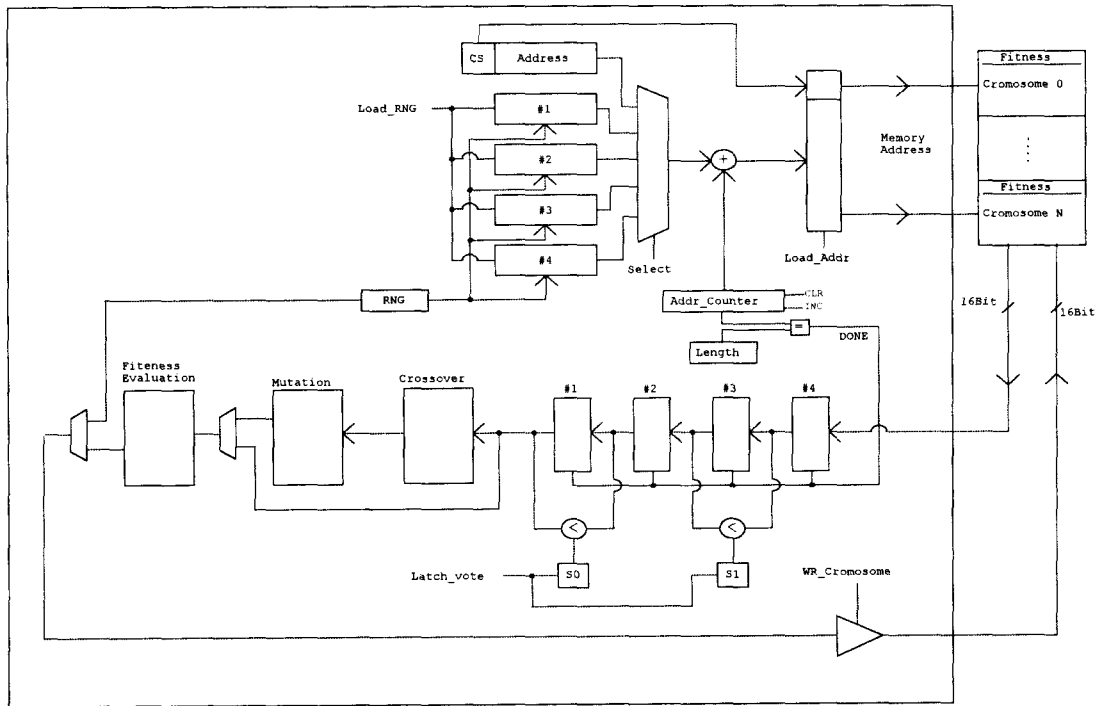 CS Address
Fitness
Cromosome 0
Load_RNG
#1
#2
#3
#4
+
Memory
Address
:
Fitness
Cromosome N
Select
Load_Addr
RNG
Addr_Counter
CLR
INC
16Bit
16Bit
=
DONE
Length
Fiteness
Evaluation
Mutation
Crossover
#1
#2
#3
#4
<
<
Latch_vote
S0
S1
WR_Cromosome